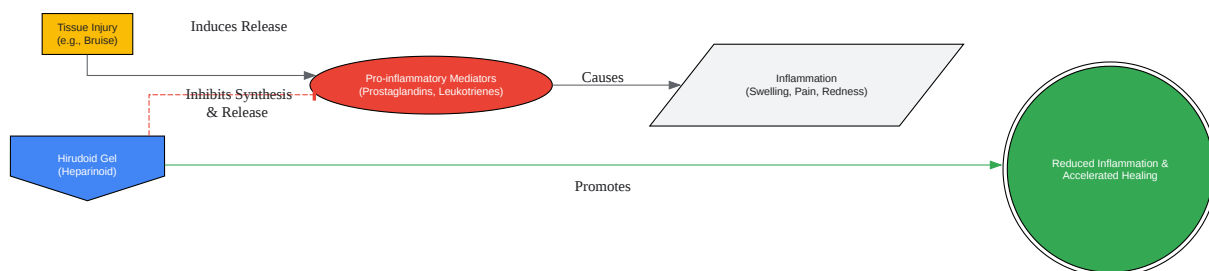 Tissue Injury
(e.g., Bruise)
Induces Release
Pro-inflammatory Mediators
(Prostaglandins, Leukotrienes)
Causes
Inflammation
(Swelling, Pain, Redness)
Inhibits Synthesis
& Release
Hirudoid Gel
(Heparinoid)
Promotes
Reduced Inflammation &
Accelerated Healing